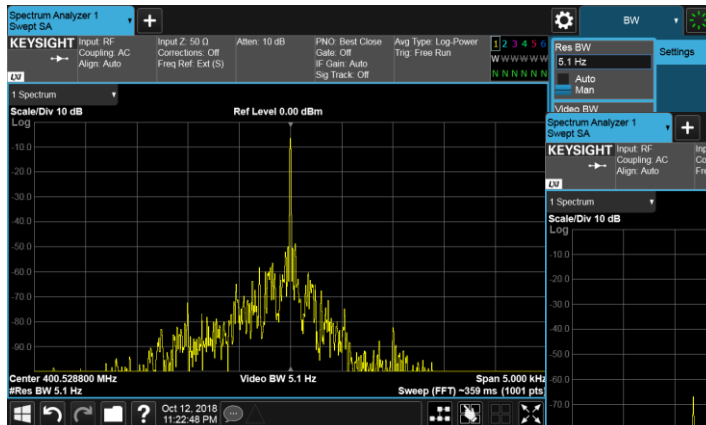 Spectrum Analyzer 1
Swept SA
BW
KEYSIGHT
Input: RF
Coupling: AC
Align: Auto
Input Z: 50 Ω
Corrections: Off
Freq Ref: Ext (S)
Atten: 10 dB
PNO: Best Close
Gate: Off
IF Gain: Auto
Sig Track: Off
Avg Type: Log-Power
Trig: Free Run
1 2 3 4 5 6
W W W W W W
N N N N N N
LXI
Res BW
5.1 Hz
Auto
Man
Settings
Video BW
1 Spectrum
Scale/Div 10 dB
Ref Level 0.00 dBm
Log
-10.0
-20.0
-30.0
-40.0
-50.0
-60.0
-70.0
-80.0
-90.0
Center 400.528800 MHz
#Res BW 5.1 Hz
Video BW 5.1 Hz
Span 5.000 kHz
Sweep (FFT) ~359 ms (1001 pts)
?
Oct 12, 2018
11:22:48 PM
Spectrum Analyzer 1
Swept SA
KEYSIGHT
Input: RF
Coupling: AC
Align: Auto
LXI
1 Spectrum
Scale/Div 10 dB
Log
-10.0
-20.0
-30.0
-40.0
-50.0
-60.0
-70.0